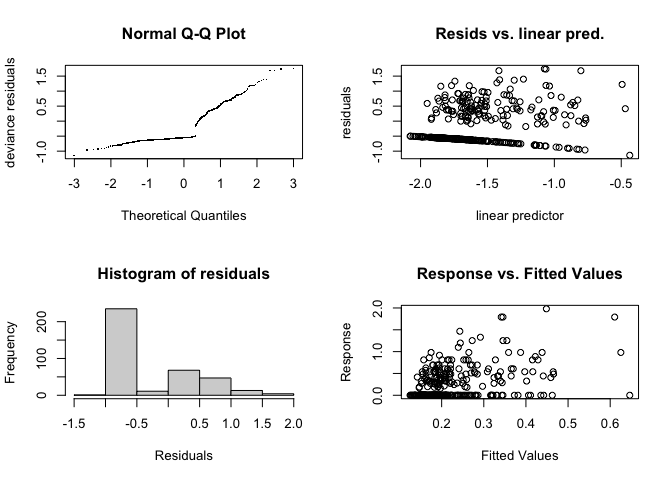 Normal Q-Q Plot
deviance residuals
-1.0 0.5 1.5
-3 -2 -1 0 1 2 3
Theoretical Quantiles
Resids vs. linear pred.
residuals
-1.0 0.5 1.5
-2.0 -1.5 -1.0 -0.5
linear predictor
Histogram of residuals
Frequency
0 100 200
-1.5 -0.5 0.5 1.0 1.5 2.0
Residuals
Response vs. Fitted Values
Response
0.0 1.0 2.0
0.2 0.3 0.4 0.5 0.6
Fitted Values